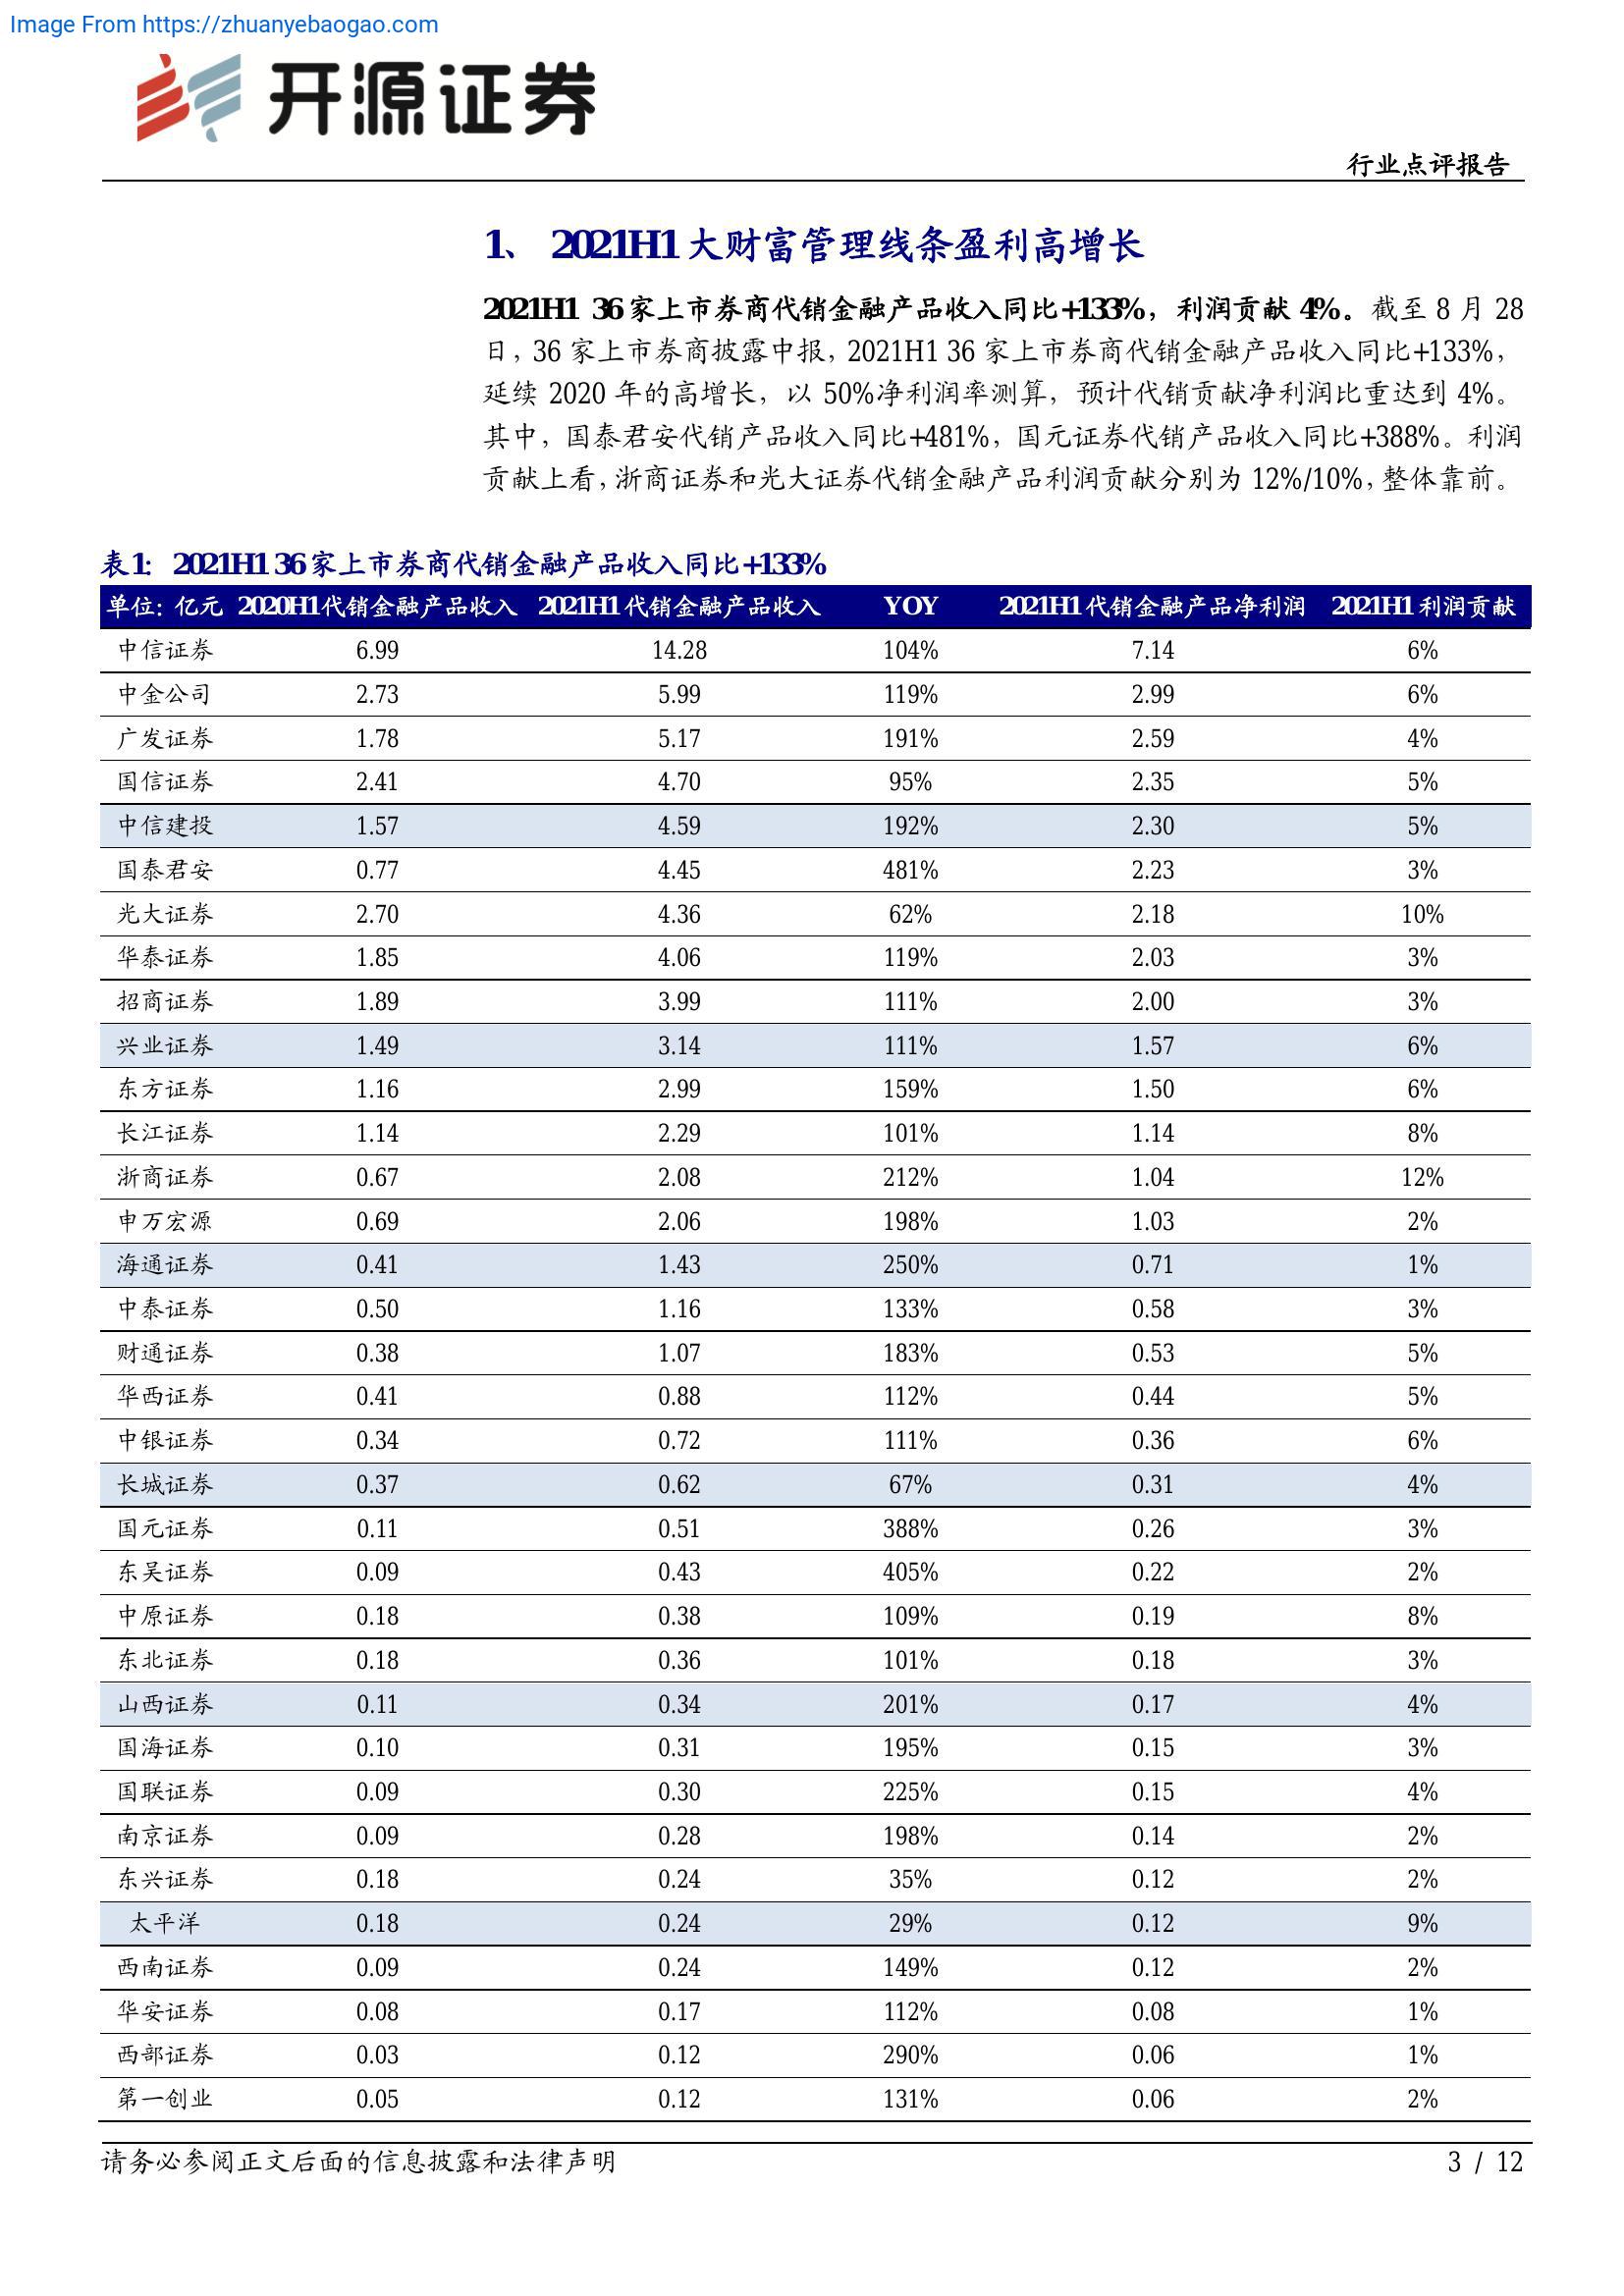 Image From https://zhuanyebaogao.com
开源证券
行业点评报告
1、 2021H1 大财富管理线条盈利高增长
2021H1 36 家上市券商代销金融产品收入同比+133%，利润贡献 4%。截至 8 月 28
日，36 家上市券商披露中报，2021H1 36 家上市券商代销金融产品收入同比+133%，
延续 2020 年的高增长，以 50%净利润率测算，预计代销贡献净利润比重达到 4%。
其中，国泰君安代销产品收入同比+481%，国元证券代销产品收入同比+388%。利润
贡献上看，浙商证券和光大证券代销金融产品利润贡献分别为 12%/10%，整体靠前。
表1: 2021H1 36 家上市券商代销金融产品收入同比+133%
单位：亿元 2020H1代销金融产品收入 2021H1 代销金融产品收入 YOY 2021H1 代销金融产品净利润 2021H1 利润贡献
中信证券 6.99 14.28 104% 7.14 6%
中金公司 2.73 5.99 119% 2.99 6%
广发证券 1.78 5.17 191% 2.59 4%
国信证券 2.41 4.70 95% 2.35 5%
中信建投 1.57 4.59 192% 2.30 5%
国泰君安 0.77 4.45 481% 2.23 3%
光大证券 2.70 4.36 62% 2.18 10%
华泰证券 1.85 4.06 119% 2.03 3%
招商证券 1.89 3.99 111% 2.00 3%
兴业证券 1.49 3.14 111% 1.57 6%
东方证券 1.16 2.99 159% 1.50 6%
长江证券 1.14 2.29 101% 1.14 8%
浙商证券 0.67 2.08 212% 1.04 12%
申万宏源 0.69 2.06 198% 1.03 2%
海通证券 0.41 1.43 250% 0.71 1%
中泰证券 0.50 1.16 133% 0.58 3%
财通证券 0.38 1.07 183% 0.53 5%
华西证券 0.41 0.88 112% 0.44 5%
中银证券 0.34 0.72 111% 0.36 6%
长城证券 0.37 0.62 67% 0.31 4%
国元证券 0.11 0.51 388% 0.26 3%
东吴证券 0.09 0.43 405% 0.22 2%
中原证券 0.18 0.38 109% 0.19 8%
东北证券 0.18 0.36 101% 0.18 3%
山西证券 0.11 0.34 201% 0.17 4%
国海证券 0.10 0.31 195% 0.15 3%
国联证券 0.09 0.30 225% 0.15 4%
南京证券 0.09 0.28 198% 0.14 2%
东兴证券 0.18 0.24 35% 0.12 2%
太平洋 0.18 0.24 29% 0.12 9%
西南证券 0.09 0.24 149% 0.12 2%
华安证券 0.08 0.17 112% 0.08 1%
西部证券 0.03 0.12 290% 0.06 1%
第一创业 0.05 0.12 131% 0.06 2%
请务必参阅正文后面的信息披露和法律声明 3 / 12